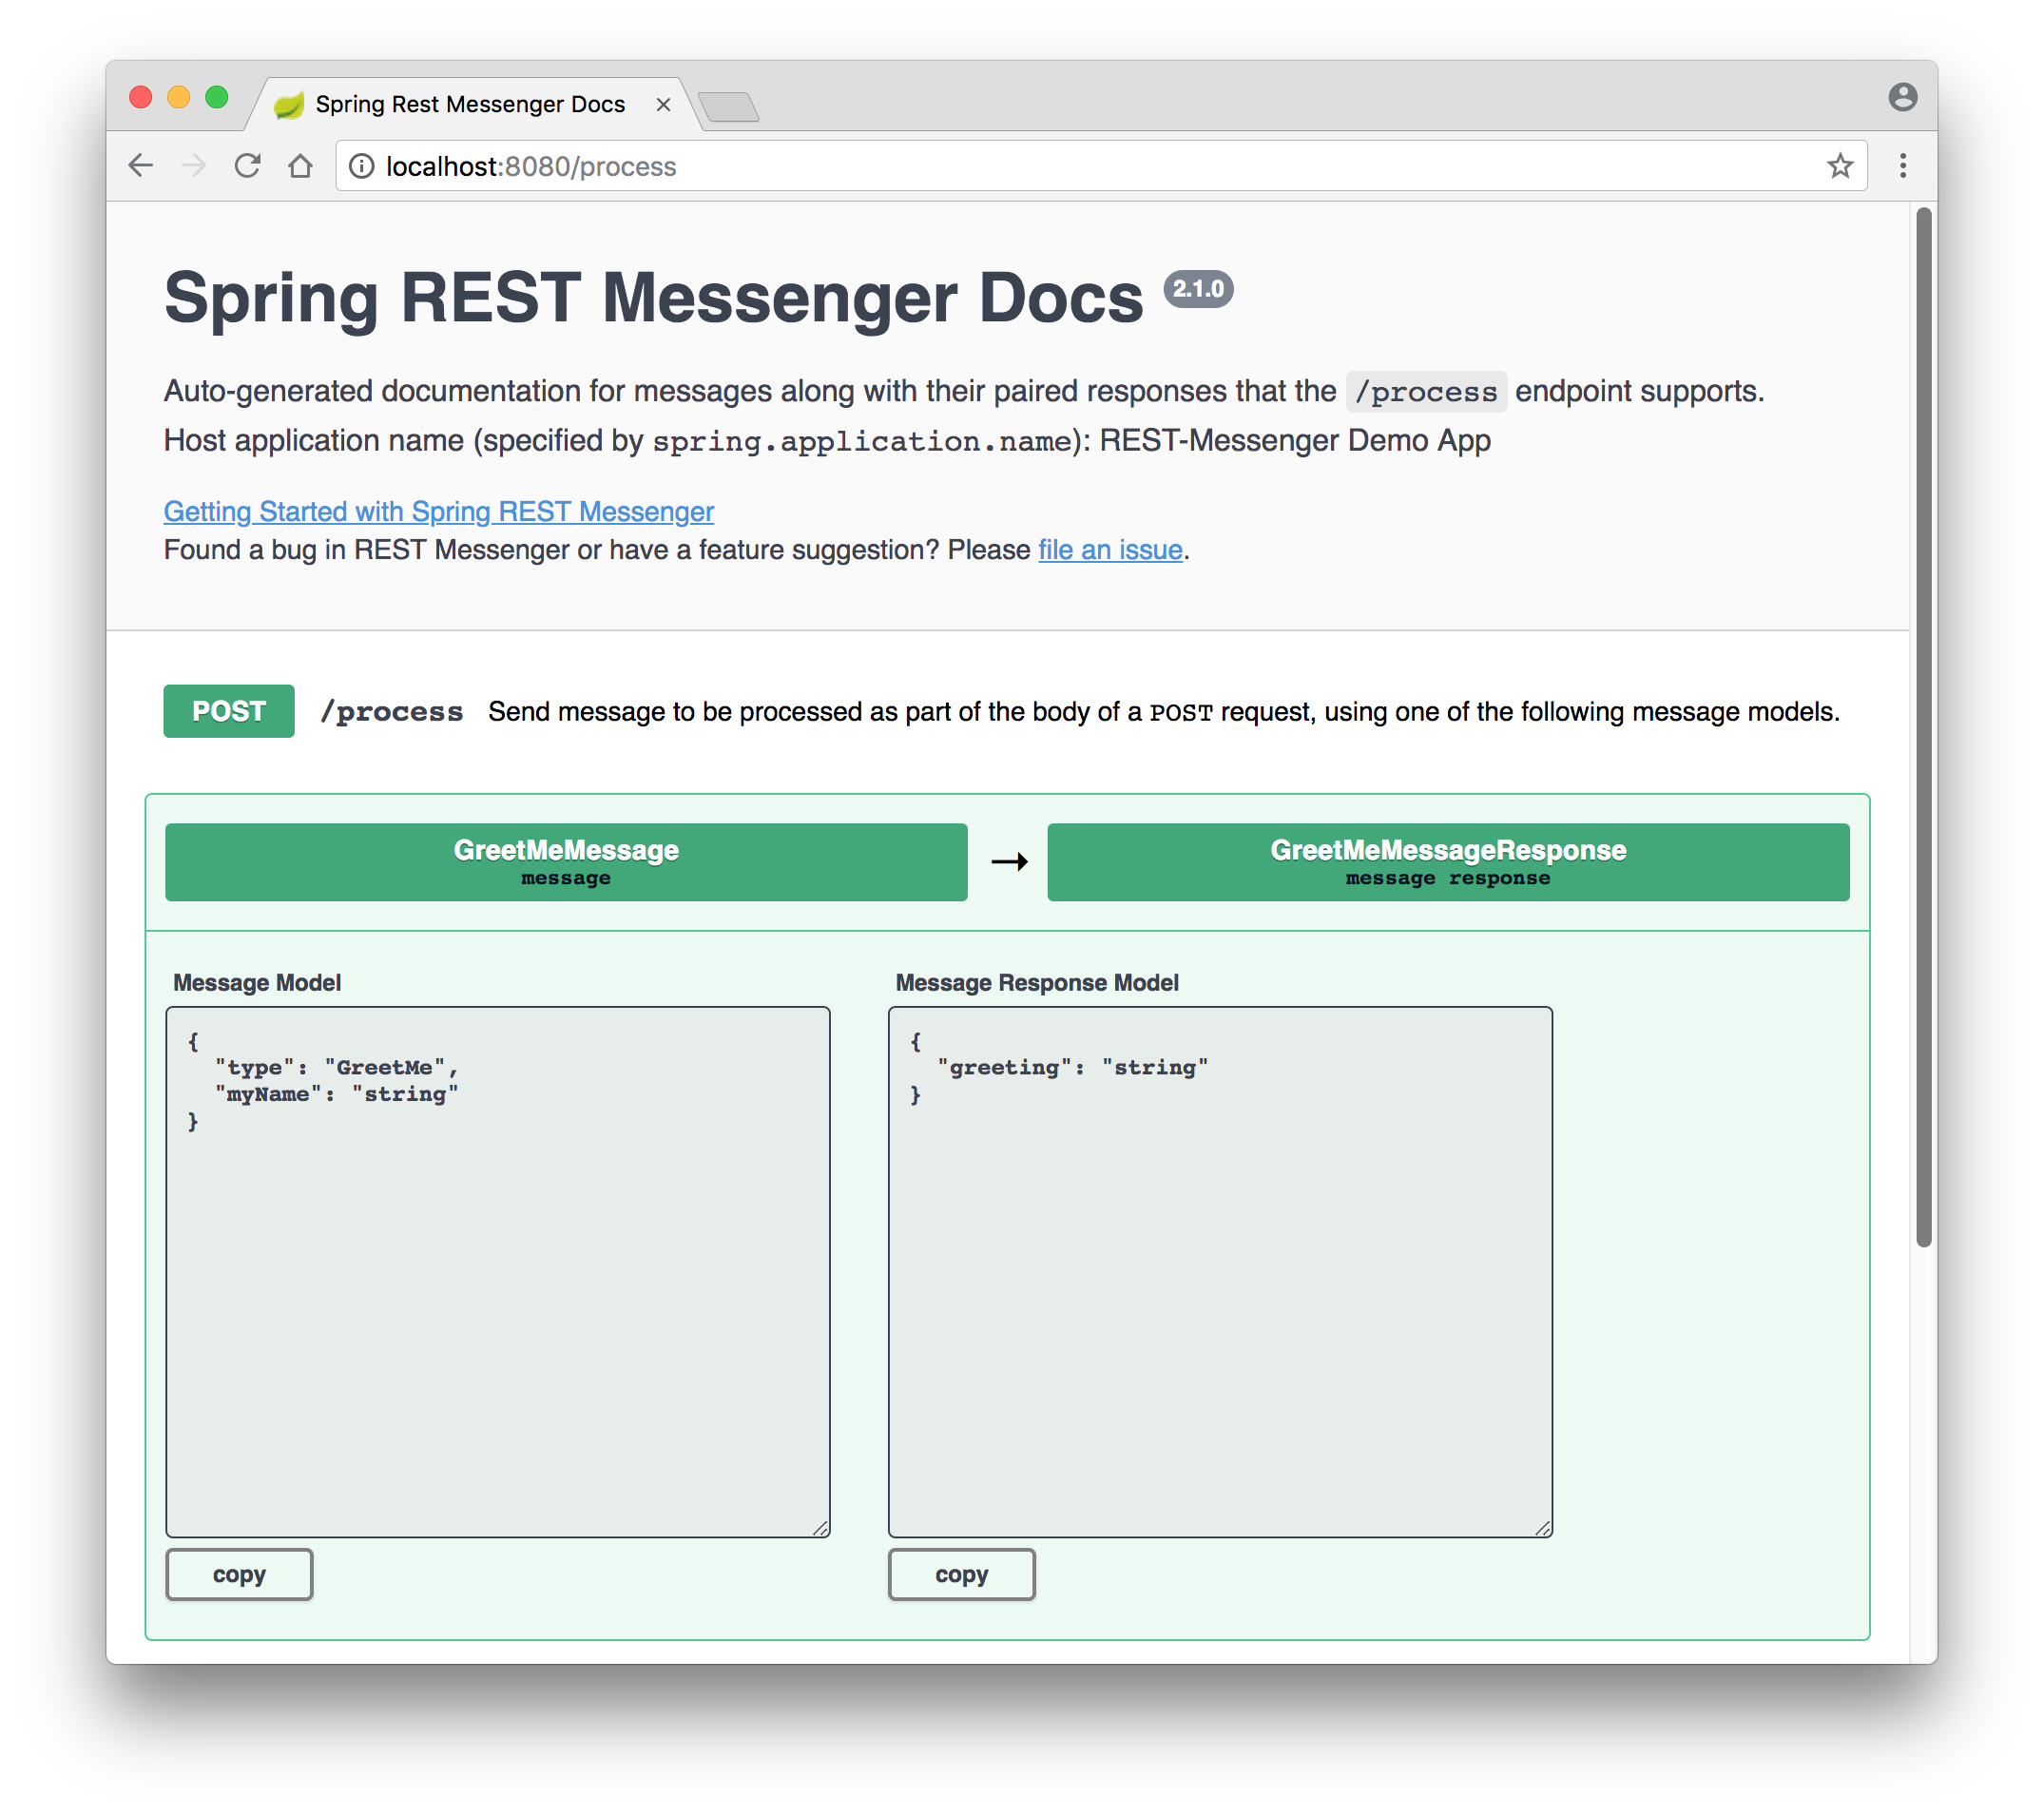 Spring Rest Messenger Docs
localhost:8080/process
Spring REST Messenger Docs 2.1.0
Auto-generated documentation for messages along with their paired responses that the /process endpoint supports.
Host application name (specified by spring.application.name): REST-Messenger Demo App
Getting Started with Spring REST Messenger
Found a bug in REST Messenger or have a feature suggestion? Please file an issue.
POST /process Send message to be processed as part of the body of a POST request, using one of the following message models.
GreetMeMessage
message
→
GreetMeMessageResponse
message response
Message Model
{
  "type": "GreetMe",
  "myName": "string"
}
copy
Message Response Model
{
  "greeting": "string"
}
copy